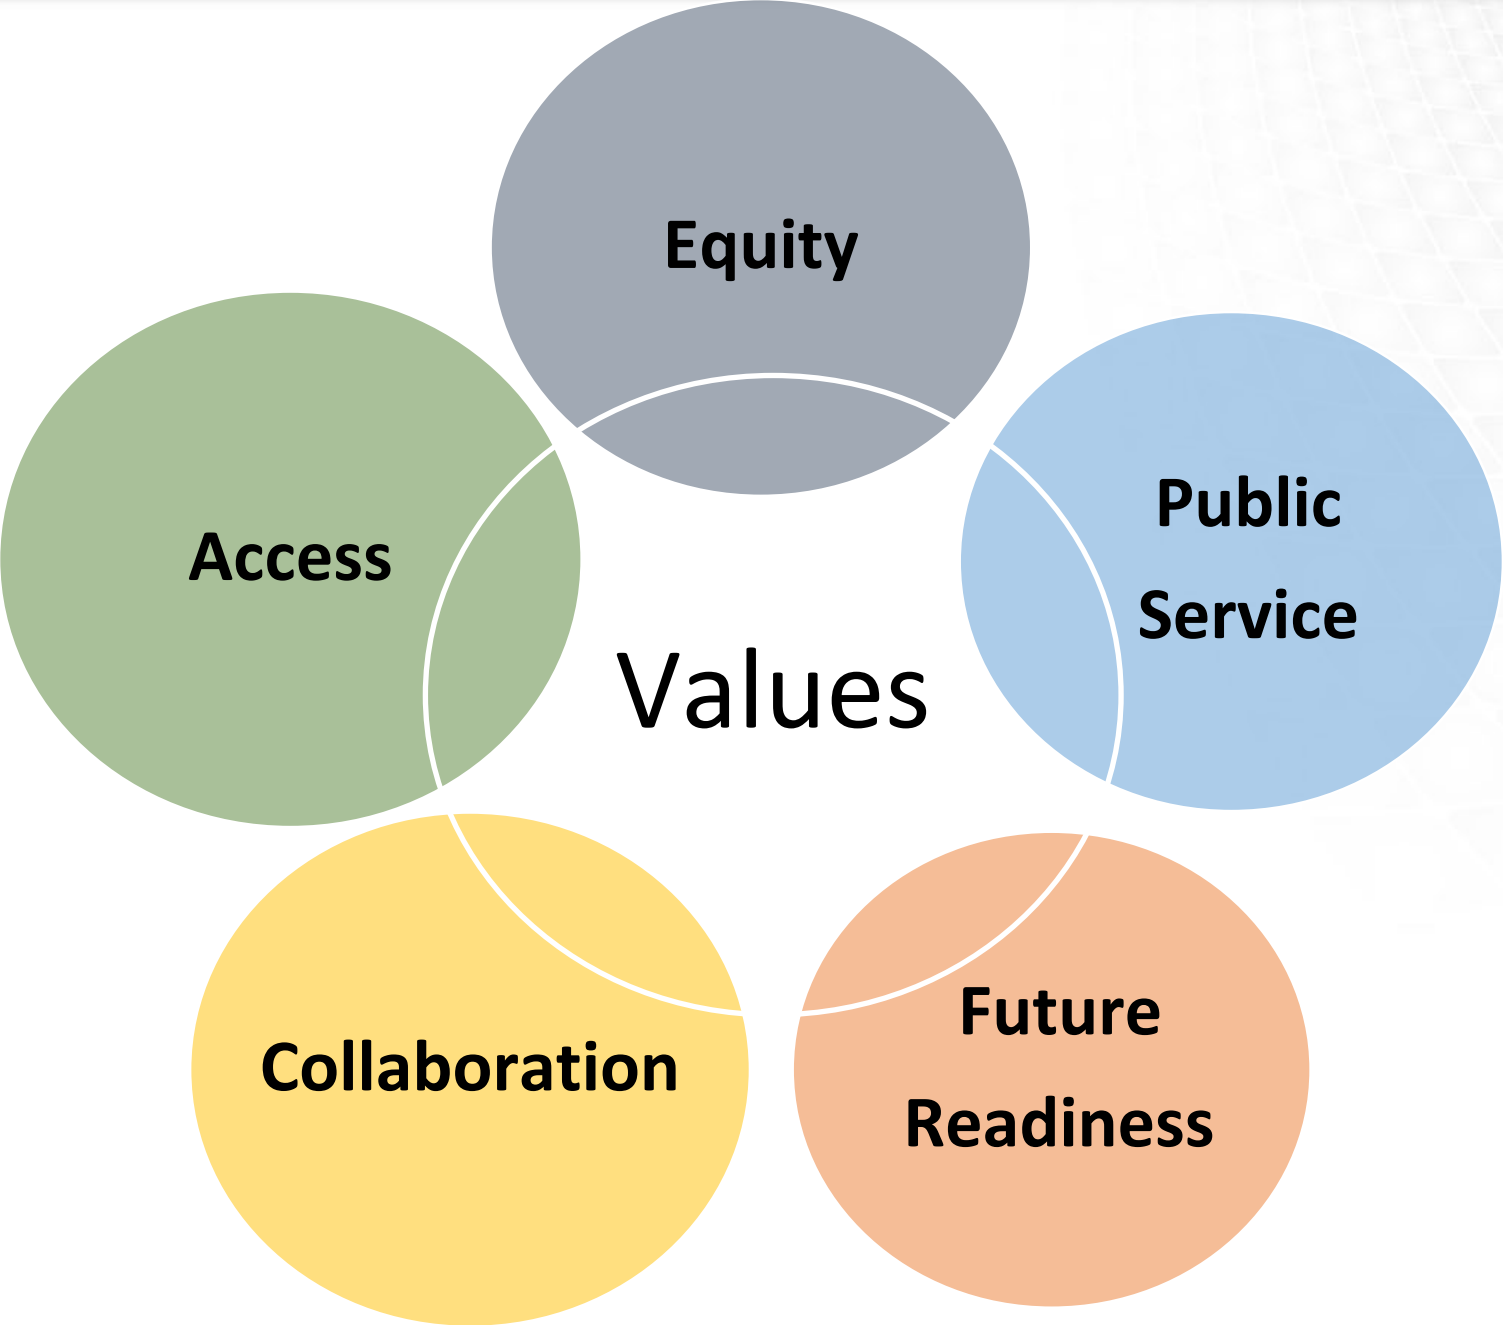 Equity
Public
Service
Access
Values
Future
Readiness
Collaboration